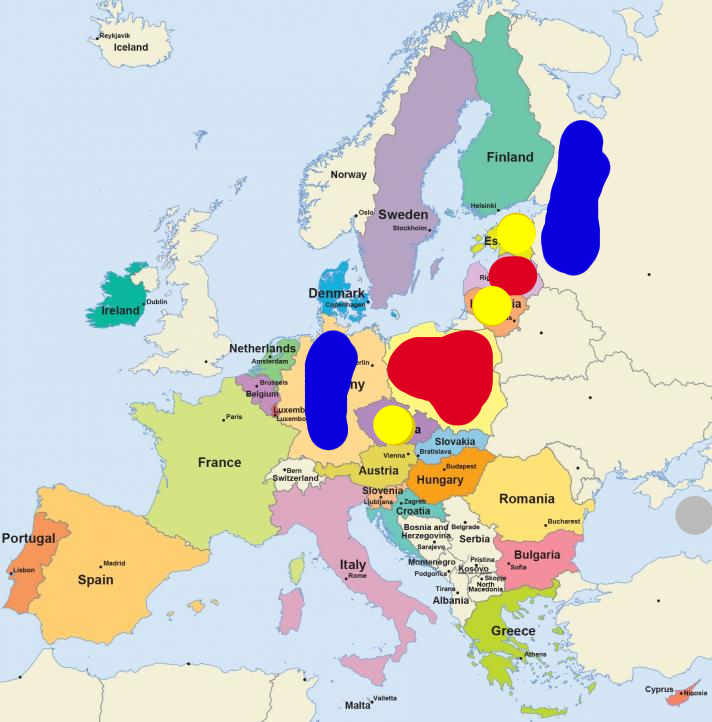 Reykjavik
Iceland
Norway
Finland
Helsinki
Oslo
Sweden
Stockholm
Es
Denmark
Copenhagen
Dublin
Ireland
Netherlands
Amsterdam
Brussels
Belgium
Luxemb
Luxembo
ny
Paris
France
Slovakia
Vienna
Bratislava
Austria
Budapest
Hungary
Bern
Switzerland
Slovenia
Ljubljana
Zagreb
Croatia
Romania
Bucharest
Bosnia and
Herzegovina
Sarajevo
Belgrade
Serbia
Montenegro
Podgorica
Pristina
Kosovo
Bulgaria
Sofia
Skopje
North
Macedonia
Tirana
Albania
Italy
Rome
Portugal
Lisbon
Madrid
Spain
Greece
Athens
Malta
Valletta
Cyprus
Nicosia